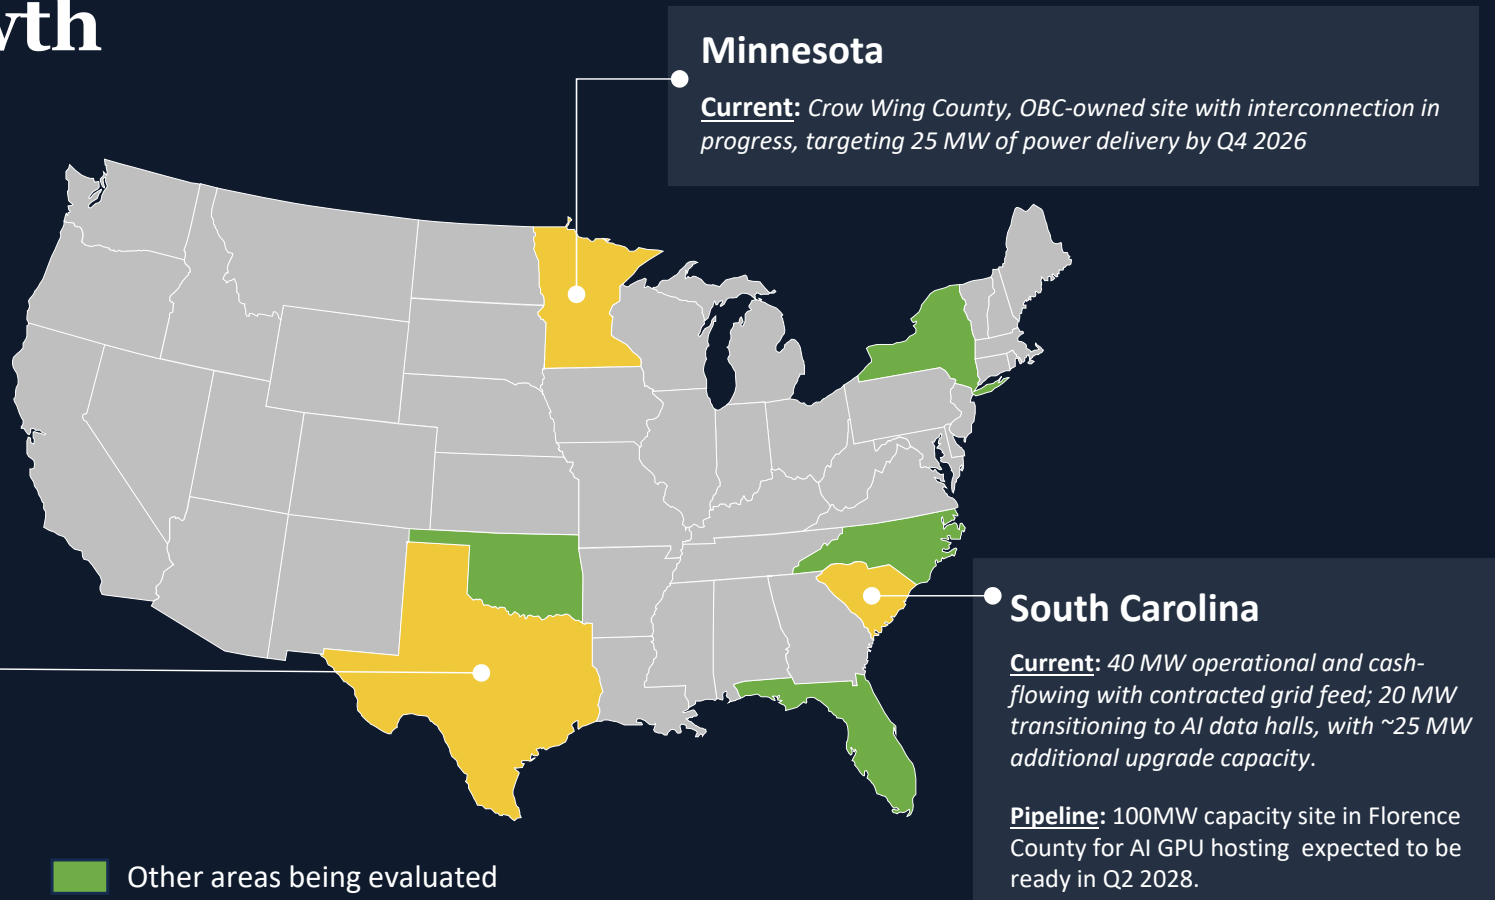 wth
Minnesota
Current: Crow Wing County, OBC-owned site with interconnection in
progress, targeting 25 MW of power delivery by Q4 2026
South Carolina
Current: 40 MW operational and cash-
flowing with contracted grid feed; 20 MW
transitioning to AI data halls, with ~25 MW
additional upgrade capacity.
Pipeline: 100MW capacity site in Florence
County for AI GPU hosting expected to be
ready in Q2 2028.
Other areas being evaluated